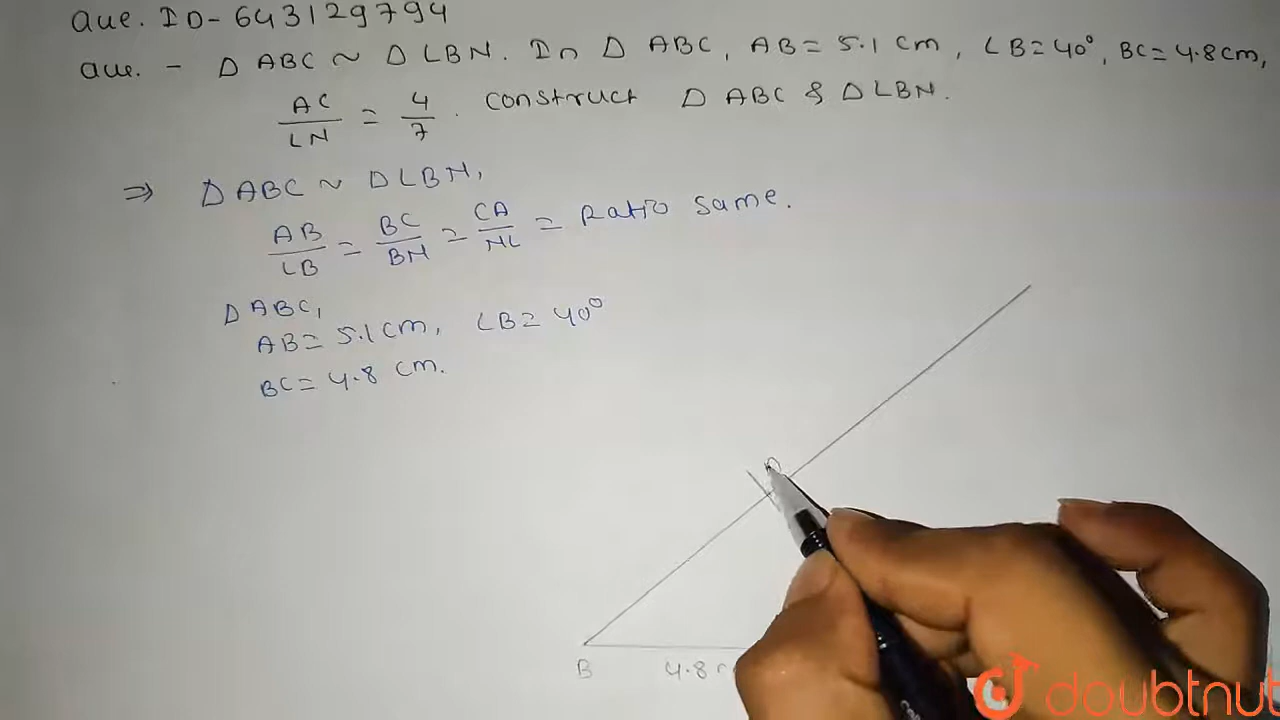 Que. ID- 643129794
Que. - Δ ABC ~ Δ LBN. In Δ ABC, AB = 5.1 cm, ∠B = 40°, BC = 4.8 cm,
AC/LN = 4/7. construct Δ ABC & Δ LBN.
⇒ Δ ABC ~ Δ LBN,
AB/LB = BC/BN = CA/NL = Ratio same.
Δ ABC,
AB = 5.1 cm, ∠B = 40°
BC = 4.8 cm.
B 4.8
doubtnut